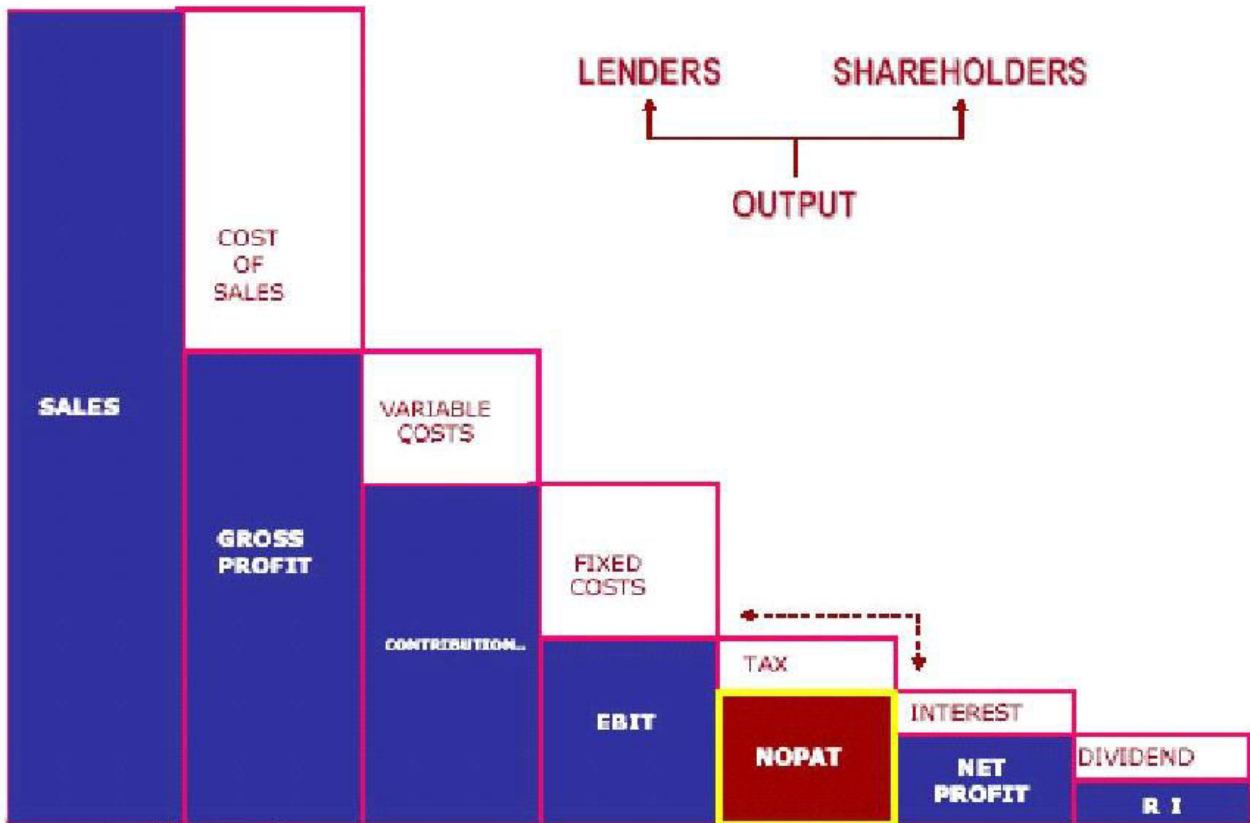 LENDERS
SHAREHOLDERS
OUTPUT
COST
OF
SALES
SALES
VARIABLE
COSTS
GROSS
PROFIT
FIXED
COSTS
CONTRIBUTION..
TAX
EBIT
NOPAT
INTEREST
NET
PROFIT
DIVIDEND
R I